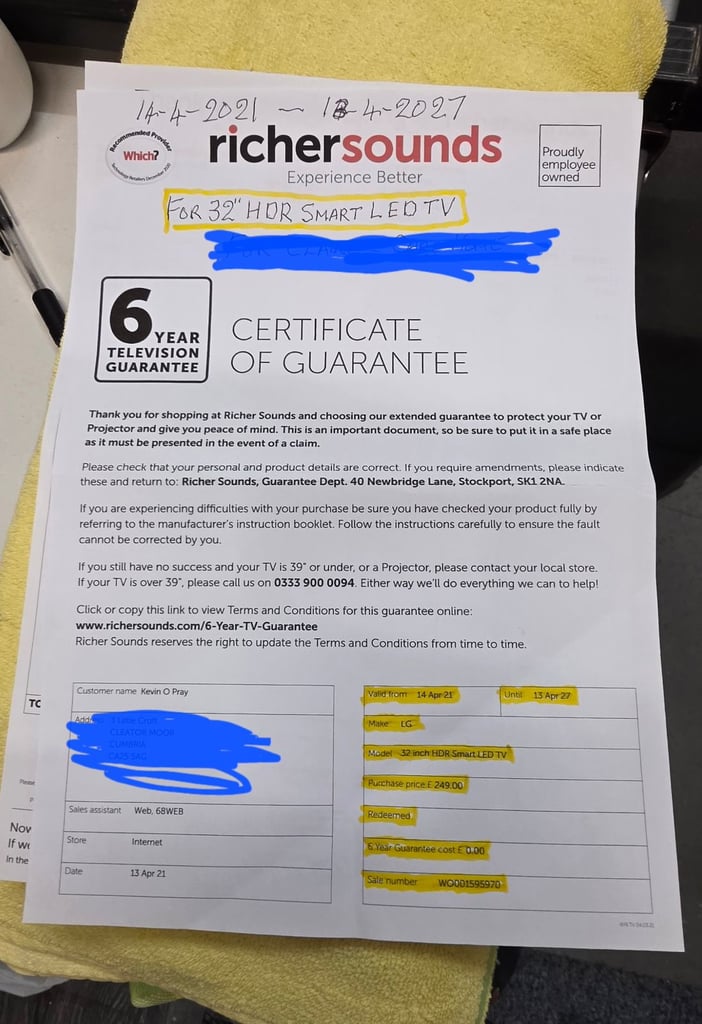 14-4-2021 — 13-4-2027
Recommended Provider
Which?
richersounds
Experience Better
Proudly
employee
owned
FOR 32" HDR SMART LED TV
6 YEAR
TELEVISION
GUARANTEE
CERTIFICATE
OF GUARANTEE
Thank you for shopping at Richer Sounds and choosing our extended guarantee to protect your TV or
Projector and give you peace of mind. This is an important document, so be sure to put it in a safe place
as it must be presented in the event of a claim.
Please check that your personal and product details are correct. If you require amendments, please indicate
these and return to: Richer Sounds, Guarantee Dept. 40 Newbridge Lane, Stockport, SK1 2NA.
If you are experiencing difficulties with your purchase be sure you have checked your product fully by
referring to the manufacturer's instruction booklet. Follow the instructions carefully to ensure the fault
cannot be corrected by you.
If you still have no success and your TV is 39" or under, or a Projector, please contact your local store.
If your TV is over 39", please call us on 0333 900 0094. Either way we'll do everything we can to help!
Click or copy this link to view Terms and Conditions for this guarantee online:
www.richersounds.com/6-Year-TV-Guarantee
Richer Sounds reserves the right to update the Terms and Conditions from time to time.
Customer name Kevin O Pray
Sales assistant Web, 68WEB
Store Internet
Date 13 Apr 21
Valid from 14 Apr 21 Until 13 Apr 27
Make LG
Model 32 inch HDR Smart LED TV
Purchase price £ 249.00
Redeemed
6 Year Guarantee cost £ 0.00
Sale number WO001595970
TC
Now
If we
In the